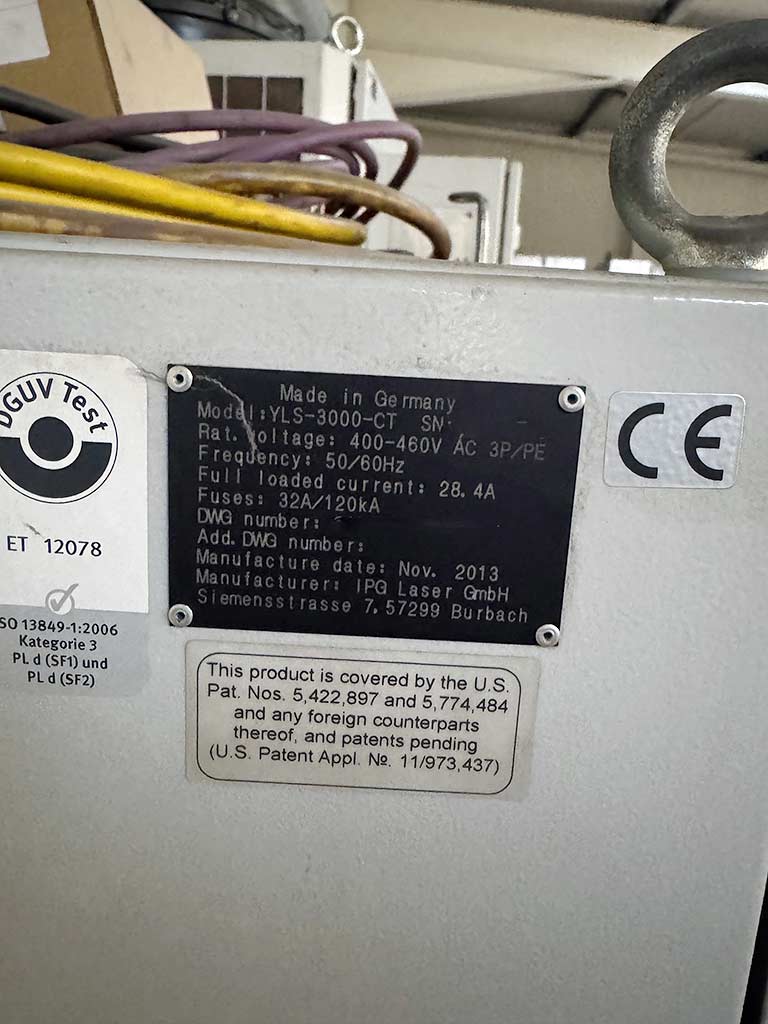 DGUV Test
ET 12078
SO 13849-1:2006
Kategorie 3
PL d (SF1) und
PL d (SF2)
Made in Germany
Model:YLS-3000-CT SN: -
Rat. Voltage: 400-460V AC 3P/PE
Frequency: 50/60Hz
Full loaded current: 28.4A
Fuses: 32A/120kA
DWG number:
Add. DWG number:
Manufacture date: Nov. 2013
Manufacturer: IPG Laser GmbH
Siemensstrasse 7. 57299 Burbach
CE
This product is covered by the U.S.
Pat. Nos. 5,422,897 and 5,774,484
and any foreign counterparts
thereof, and patents pending
(U.S. Patent Appl. №. 11/973,437)